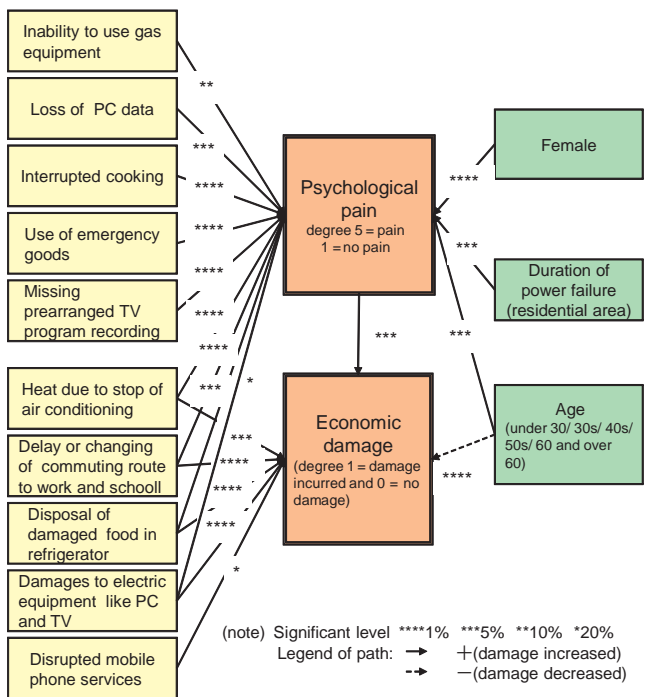 Inability to use gas
equipment
Loss of PC data
Interrupted cooking
Use of emergency
goods
Missing
prearranged TV
program recording
Heat due to stop of
air conditioning
Delay or changing
of commuting route
to work and schooll
Disposal of
damaged food in
refrigerator
Damages to electric
equipment like PC
and TV
Disrupted mobile
phone services
**
***
****
****
****
****
****
***
*
***
****
****
****
*
Psychological
pain
degree 5 = pain
1 = no pain
***
Economic
damage
(degree 1 = damage
incurred and 0 = no
damage)
Female
****
Duration of
power failure
(residential area)
***
***
Age
(under 30/ 30s/ 40s/
50s/ 60 and over
60)
****
(note) Significant level ****1% ***5% **10% *20%
Legend of path: → +(damage increased)
⇢ −(damage decreased)